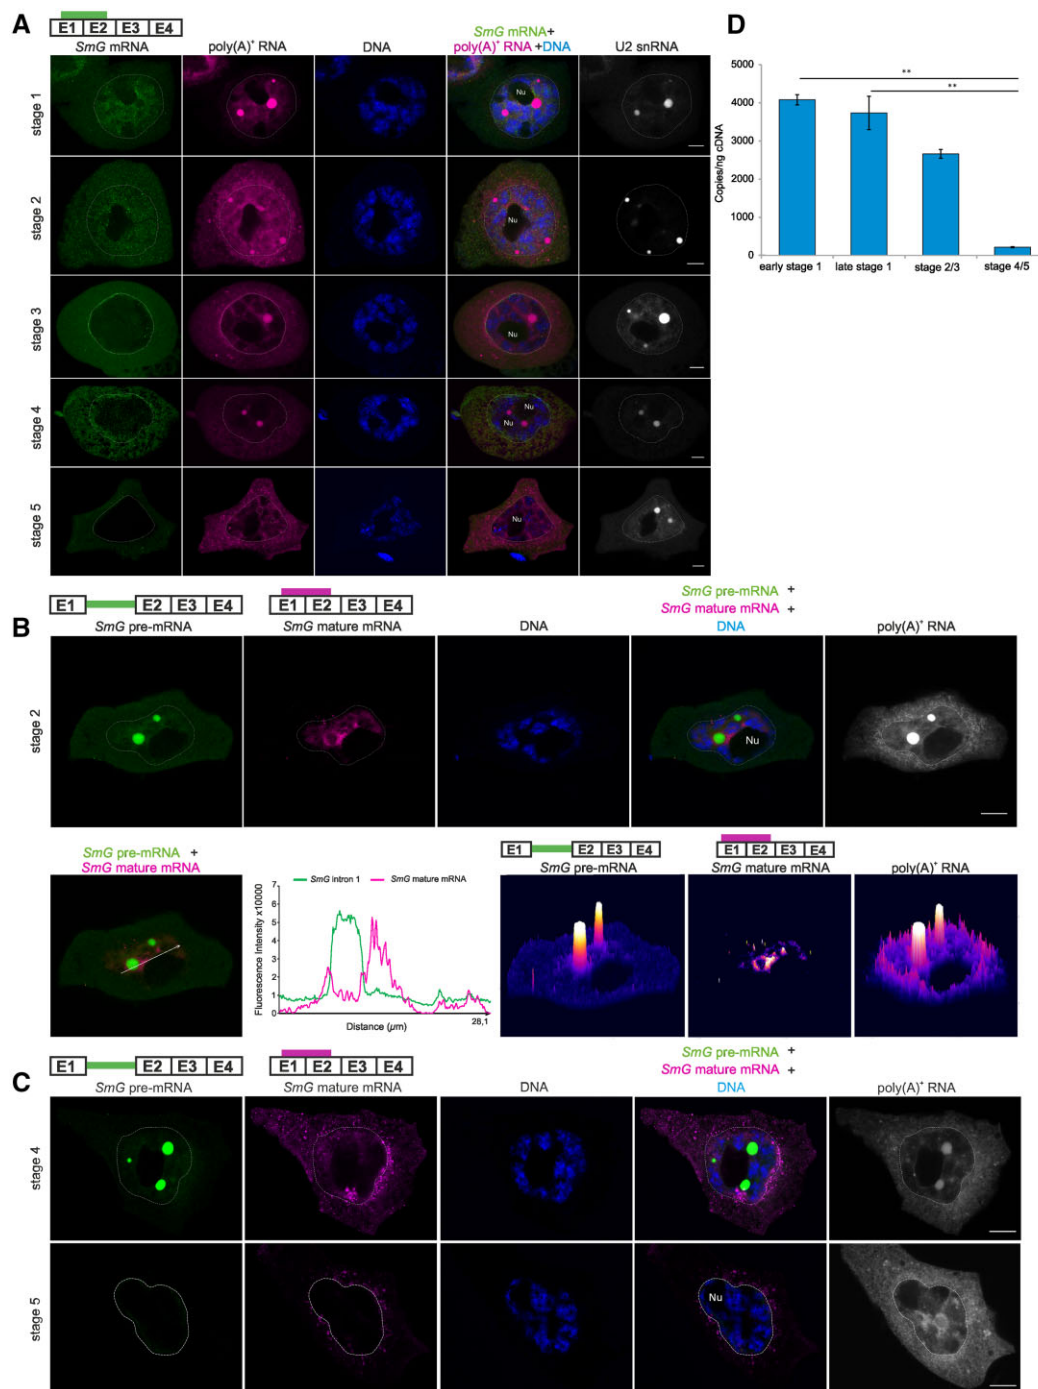 A
E1 E2 E3 E4
SmG mRNA
poly(A)+ RNA
DNA
SmG mRNA+
poly(A)+ RNA +DNA
U2 snRNA
stage 1
Nu
stage 2
Nu
stage 3
Nu
stage 4
Nu
Nu
stage 5
Nu
D
5000
4000
3000
2000
1000
0
Copies/ng cDNA
**
**
early stage 1
late stage 1
stage 2/3
stage 4/5
B
E1 E2 E3 E4
SmG pre-mRNA
E1 E2 E3 E4
SmG mature mRNA
DNA
SmG pre-mRNA +
SmG mature mRNA +
DNA
poly(A)+ RNA
stage 2
Nu
SmG pre-mRNA +
SmG mature mRNA
SmG intron 1
SmG mature mRNA
Fluorescence Intensity x10000
7
6
5
4
3
2
1
0
Distance (µm)
28,1
E1 E2 E3 E4
SmG pre-mRNA
E1 E2 E3 E4
SmG mature mRNA
poly(A)+ RNA
C
E1 E2 E3 E4
SmG pre-mRNA
E1 E2 E3 E4
SmG mature mRNA
DNA
SmG pre-mRNA +
SmG mature mRNA +
DNA
poly(A)+ RNA
stage 4
stage 5
Nu